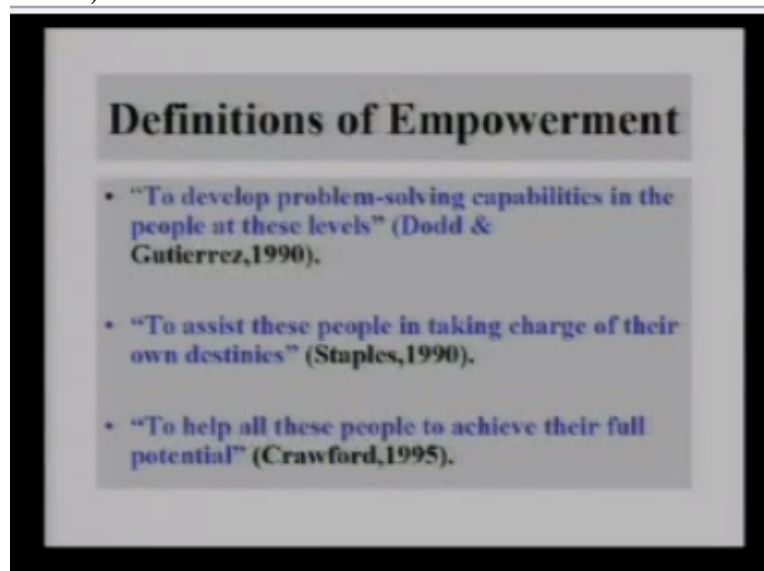 Definitions of Empowerment
• “To develop problem-solving capabilities in the
people at these levels” (Dodd &
Gutierrez,1990).
• “To assist these people in taking charge of their
own destinies” (Staples,1990).
• “To help all these people to achieve their full
potential” (Crawford,1995).